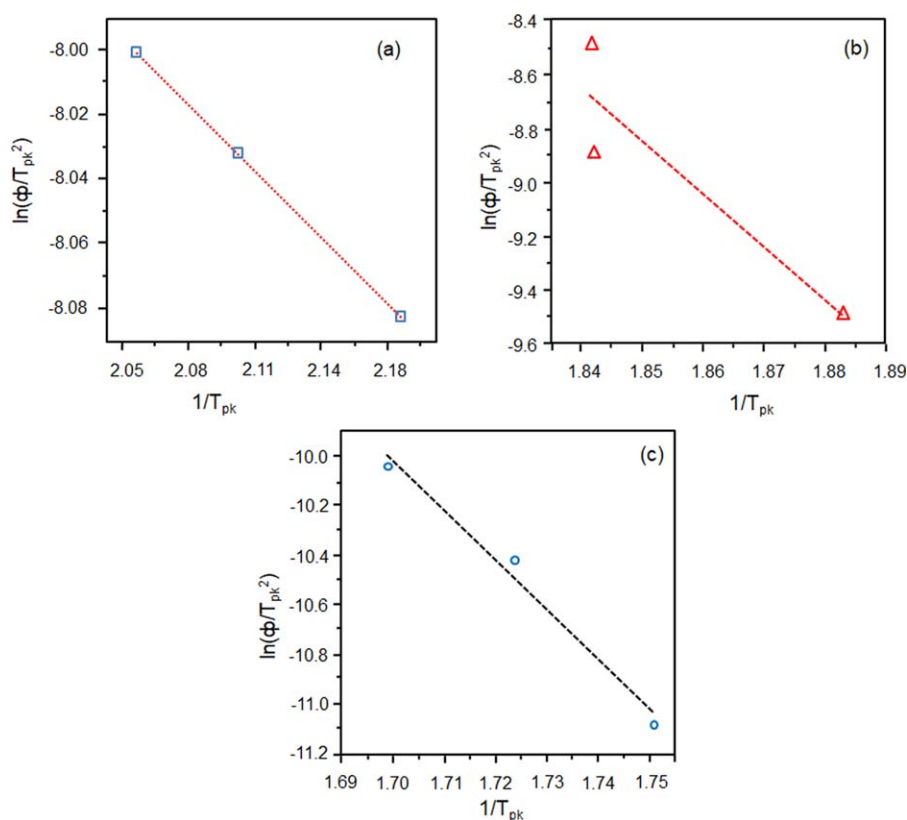 (a)
-8.00
-8.02
-8.04
-8.06
-8.08
ln(ф/Tpk²)
2.05 2.08 2.11 2.14 2.18
1/Tpk
(b)
-8.4
-8.6
-8.8
-9.0
-9.2
-9.4
-9.6
ln(ф/Tpk²)
1.84 1.85 1.86 1.87 1.88 1.89
1/Tpk
(c)
-10.0
-10.2
-10.4
-10.6
-10.8
-11.0
-11.2
ln(ф/Tpk²)
1.69 1.70 1.71 1.72 1.73 1.74 1.75
1/Tpk